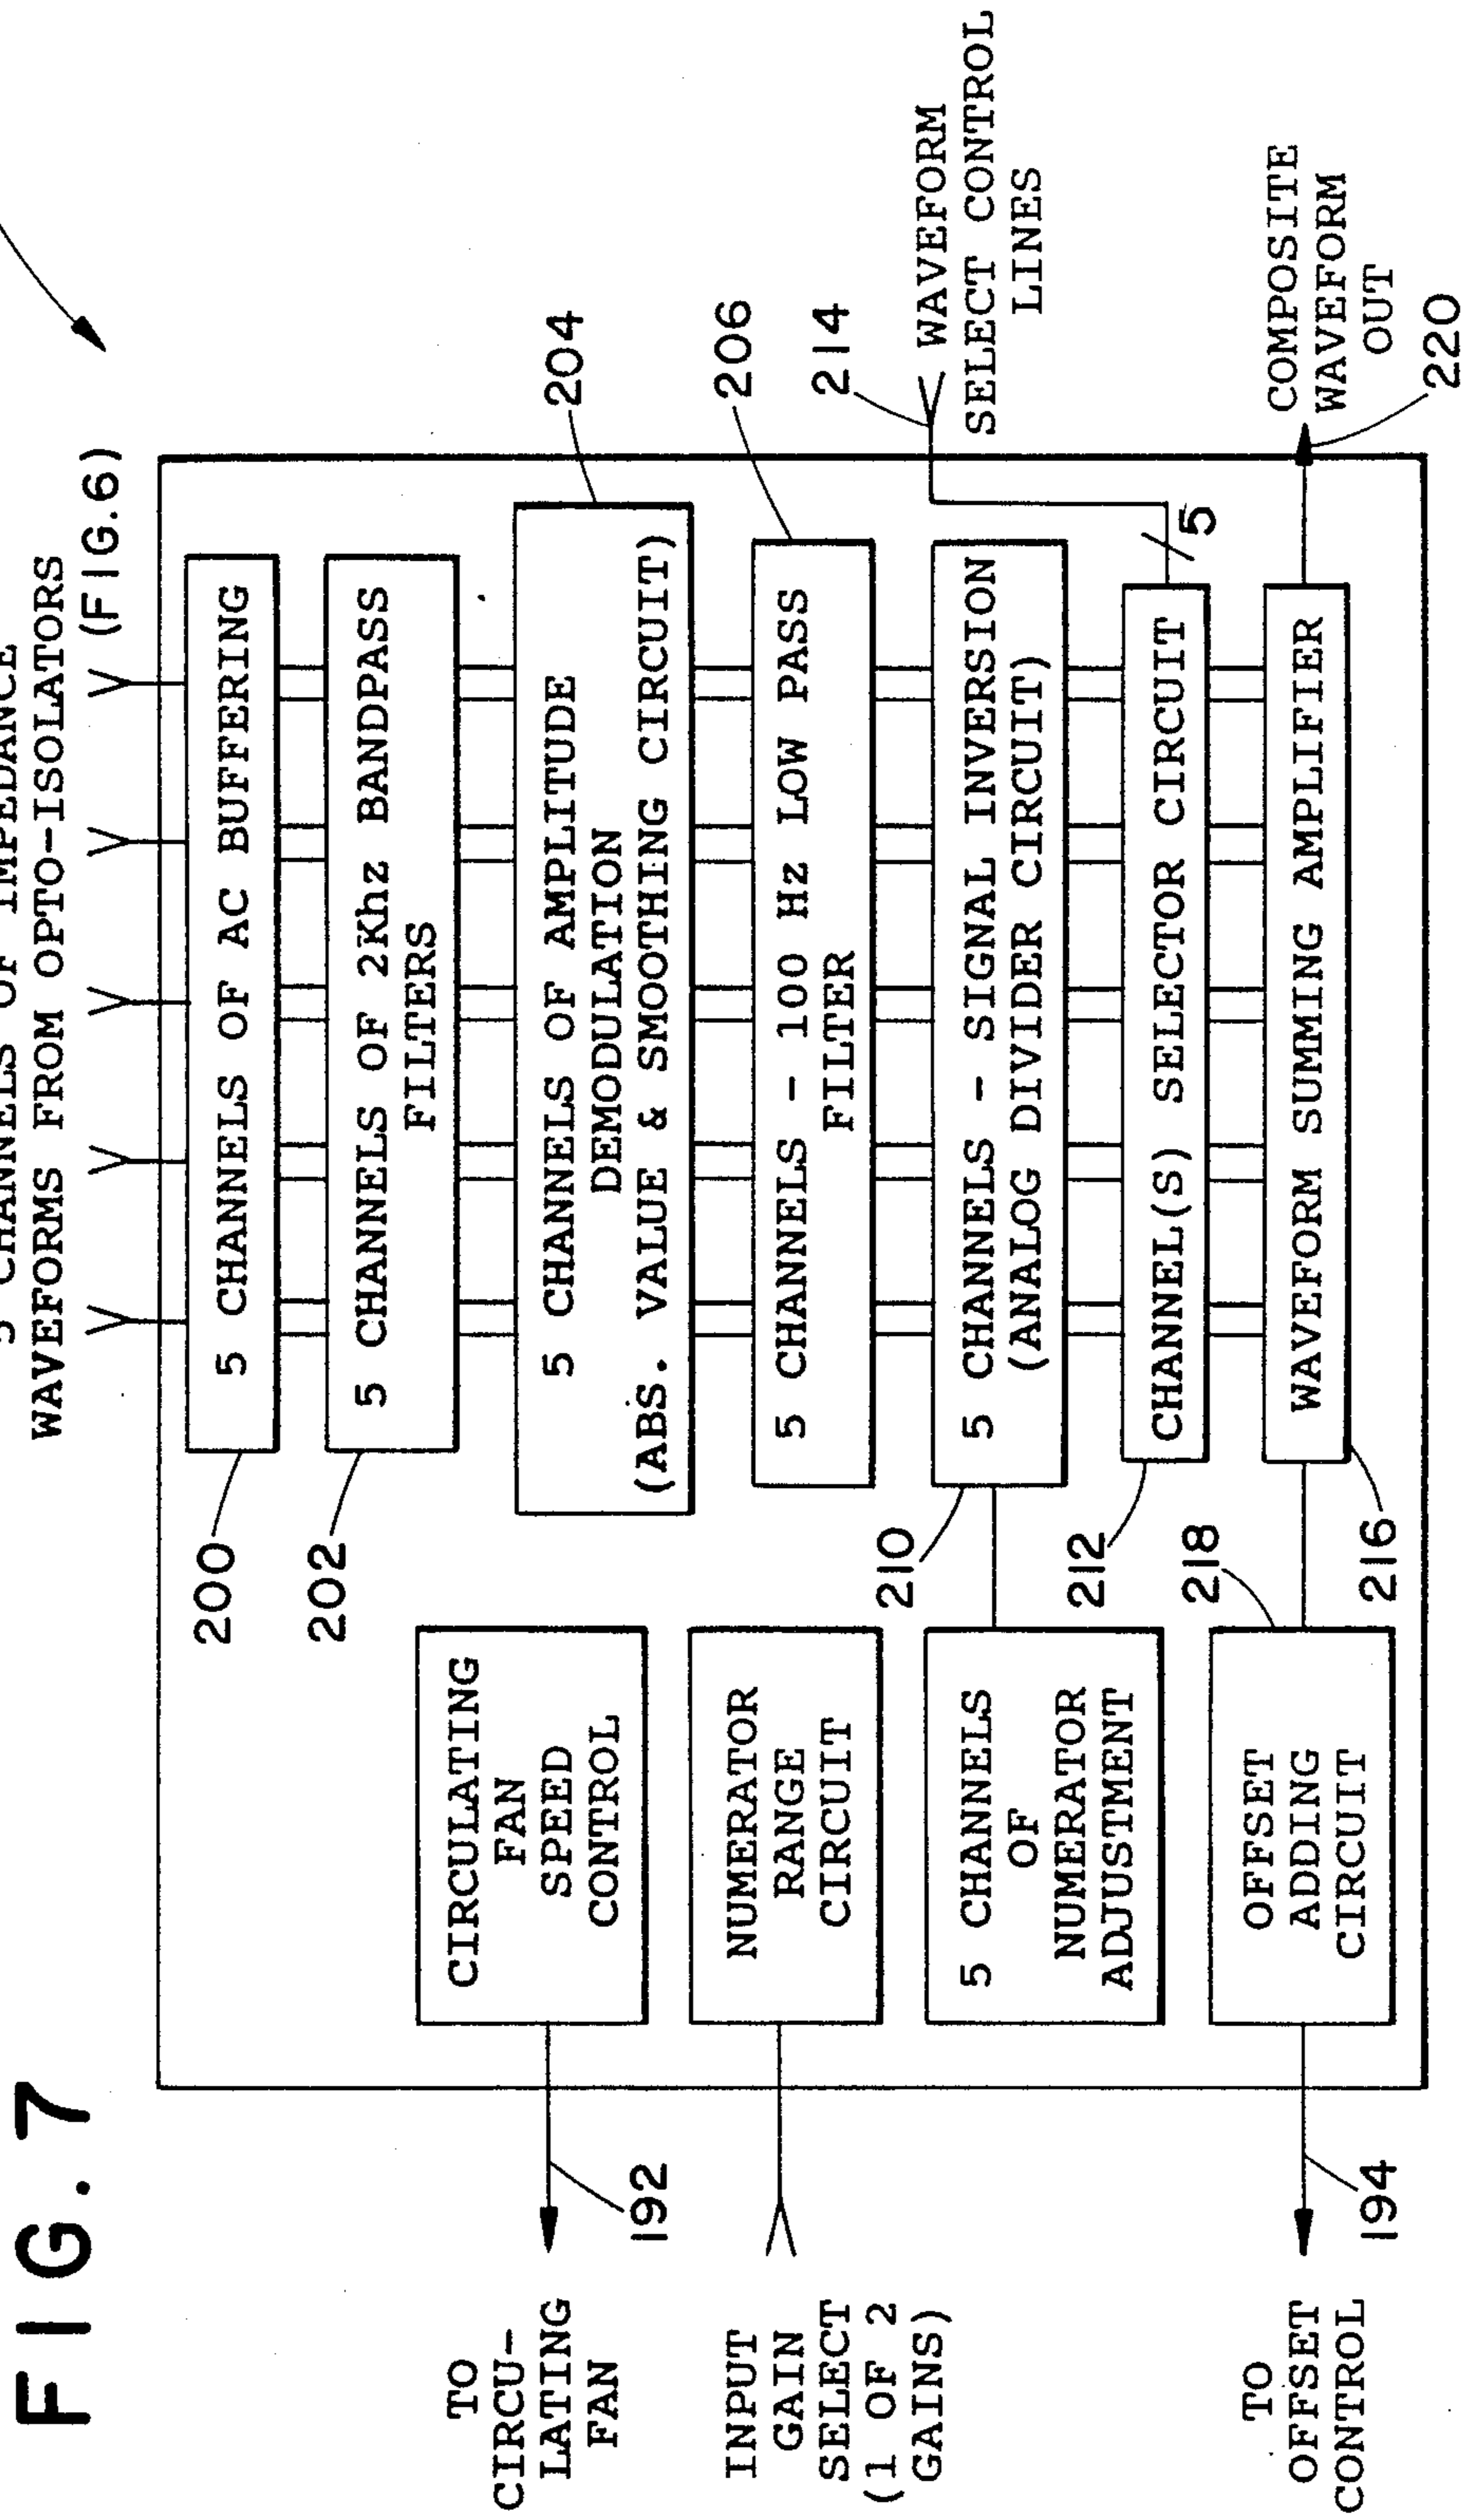 FIG. 7
5 CHANNELS OF IMPEDANCE
WAVEFORMS FROM OPTO-ISOLATORS
(FIG.6)
200
5 CHANNELS OF AC BUFFERING
202
5 CHANNELS OF 2Khz BANDPASS
FILTERS
204
5 CHANNELS OF AMPLITUDE
DEMODULATION
(ABS. VALUE & SMOOTHING CIRCUIT)
206
5 CHANNELS - 100 Hz LOW PASS
FILTER
210
5 CHANNELS - SIGNAL INVERSION
(ANALOG DIVIDER CIRCUIT)
214
WAVEFORM
SELECT CONTROL
LINES
5
212
CHANNEL(S) SELECTOR CIRCUIT
216
WAVEFORM SUMMING AMPLIFIER
COMPOSITE
WAVEFORM
OUT
220
TO
CIRCU-
LATING
FAN
192
CIRCULATING
FAN
SPEED
CONTROL
INPUT
GAIN
SELECT
(1 OF 2
GAINS)
NUMERATOR
RANGE
CIRCUIT
5 CHANNELS
OF
NUMERATOR
ADJUSTMENT
218
OFFSET
ADDING
CIRCUIT
TO
OFFSET
CONTROL
194